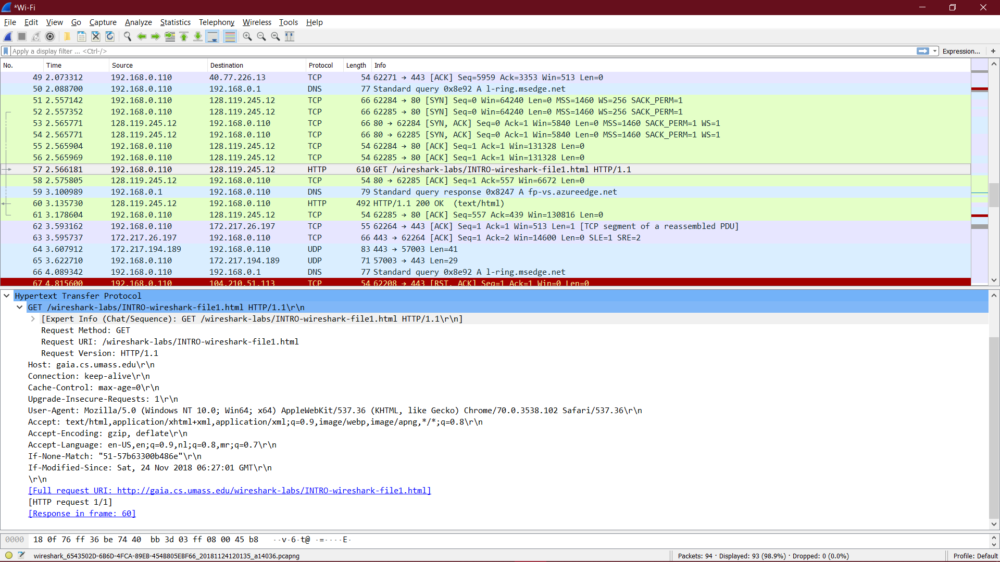 *Wi-Fi
File Edit View Go Capture Analyze Statistics Telephony Wireless Tools Help
Apply a display filter ... <Ctrl-/> Expression... +
No. Time Source Destination Protocol Length Info
49 2.073312 192.168.0.110 40.77.226.13 TCP 54 62271 → 443 [ACK] Seq=5959 Ack=3353 Win=513 Len=0
50 2.088700 192.168.0.110 192.168.0.1 DNS 77 Standard query 0x8e92 A l-ring.msedge.net
51 2.557142 192.168.0.110 128.119.245.12 TCP 66 62284 → 80 [SYN] Seq=0 Win=64240 Len=0 MSS=1460 WS=256 SACK_PERM=1
52 2.557352 192.168.0.110 128.119.245.12 TCP 66 62285 → 80 [SYN] Seq=0 Win=64240 Len=0 MSS=1460 WS=256 SACK_PERM=1
53 2.565771 128.119.245.12 192.168.0.110 TCP 66 80 → 62284 [SYN, ACK] Seq=0 Ack=1 Win=5840 Len=0 MSS=1460 SACK_PERM=1 WS=1
54 2.565771 128.119.245.12 192.168.0.110 TCP 66 80 → 62285 [SYN, ACK] Seq=0 Ack=1 Win=5840 Len=0 MSS=1460 SACK_PERM=1 WS=1
55 2.565904 192.168.0.110 128.119.245.12 TCP 54 62284 → 80 [ACK] Seq=1 Ack=1 Win=131328 Len=0
56 2.565969 192.168.0.110 128.119.245.12 TCP 54 62285 → 80 [ACK] Seq=1 Ack=1 Win=131328 Len=0
57 2.566181 192.168.0.110 128.119.245.12 HTTP 610 GET /wireshark-labs/INTRO-wireshark-file1.html HTTP/1.1
58 2.575805 128.119.245.12 192.168.0.110 TCP 54 80 → 62285 [ACK] Seq=1 Ack=557 Win=6672 Len=0
59 3.100989 192.168.0.1 192.168.0.110 DNS 79 Standard query response 0x8247 A fp-vs.azureedge.net
60 3.135730 128.119.245.12 192.168.0.110 HTTP 492 HTTP/1.1 200 OK (text/html)
61 3.178604 192.168.0.110 128.119.245.12 TCP 54 62285 → 80 [ACK] Seq=557 Ack=439 Win=130816 Len=0
62 3.593162 192.168.0.110 172.217.26.197 TCP 55 62264 → 443 [ACK] Seq=1 Ack=1 Win=513 Len=1 [TCP segment of a reassembled PDU]
63 3.595737 172.217.26.197 192.168.0.110 TCP 66 443 → 62264 [ACK] Seq=1 Ack=2 Win=14600 Len=0 SLE=1 SRE=2
64 3.607912 172.217.194.189 192.168.0.110 UDP 83 443 → 57003 Len=41
65 3.622710 192.168.0.110 172.217.194.189 UDP 71 57003 → 443 Len=29
66 4.089342 192.168.0.110 192.168.0.1 DNS 77 Standard query 0x8e92 A l-ring.msedge.net
67 4.815600 192.168.0.110 104.210.51.113 TCP 54 62208 → 443 [RST, ACK] Seq=1 Ack=1 Win=0 Len=0
Hypertext Transfer Protocol
GET /wireshark-labs/INTRO-wireshark-file1.html HTTP/1.1\r\n
[Expert Info (Chat/Sequence): GET /wireshark-labs/INTRO-wireshark-file1.html HTTP/1.1\r\n]
Request Method: GET
Request URI: /wireshark-labs/INTRO-wireshark-file1.html
Request Version: HTTP/1.1
Host: gaia.cs.umass.edu\r\n
Connection: keep-alive\r\n
Cache-Control: max-age=0\r\n
Upgrade-Insecure-Requests: 1\r\n
User-Agent: Mozilla/5.0 (Windows NT 10.0; Win64; x64) AppleWebKit/537.36 (KHTML, like Gecko) Chrome/70.0.3538.102 Safari/537.36\r\n
Accept: text/html,application/xhtml+xml,application/xml;q=0.9,image/webp,image/apng,*/*;q=0.8\r\n
Accept-Encoding: gzip, deflate\r\n
Accept-Language: en-US,en;q=0.9,nl;q=0.8,mr;q=0.7\r\n
If-None-Match: "51-57b63300b486e"\r\n
If-Modified-Since: Sat, 24 Nov 2018 06:27:01 GMT\r\n
\r\n
[Full request URI: http://gaia.cs.umass.edu/wireshark-labs/INTRO-wireshark-file1.html]
[HTTP request 1/1]
[Response in frame: 60]
0000 18 0f 76 ff 36 be 74 40 bb 3d 03 ff 08 00 45 b8 ··v·6·t@ ·=····E·
wireshark_6543502D-6B6D-4FCA-89EB-454B805EBF66_20181124120135_a14036.pcapng Packets: 94 · Displayed: 93 (98.9%) · Dropped: 0 (0.0%) Profile: Default